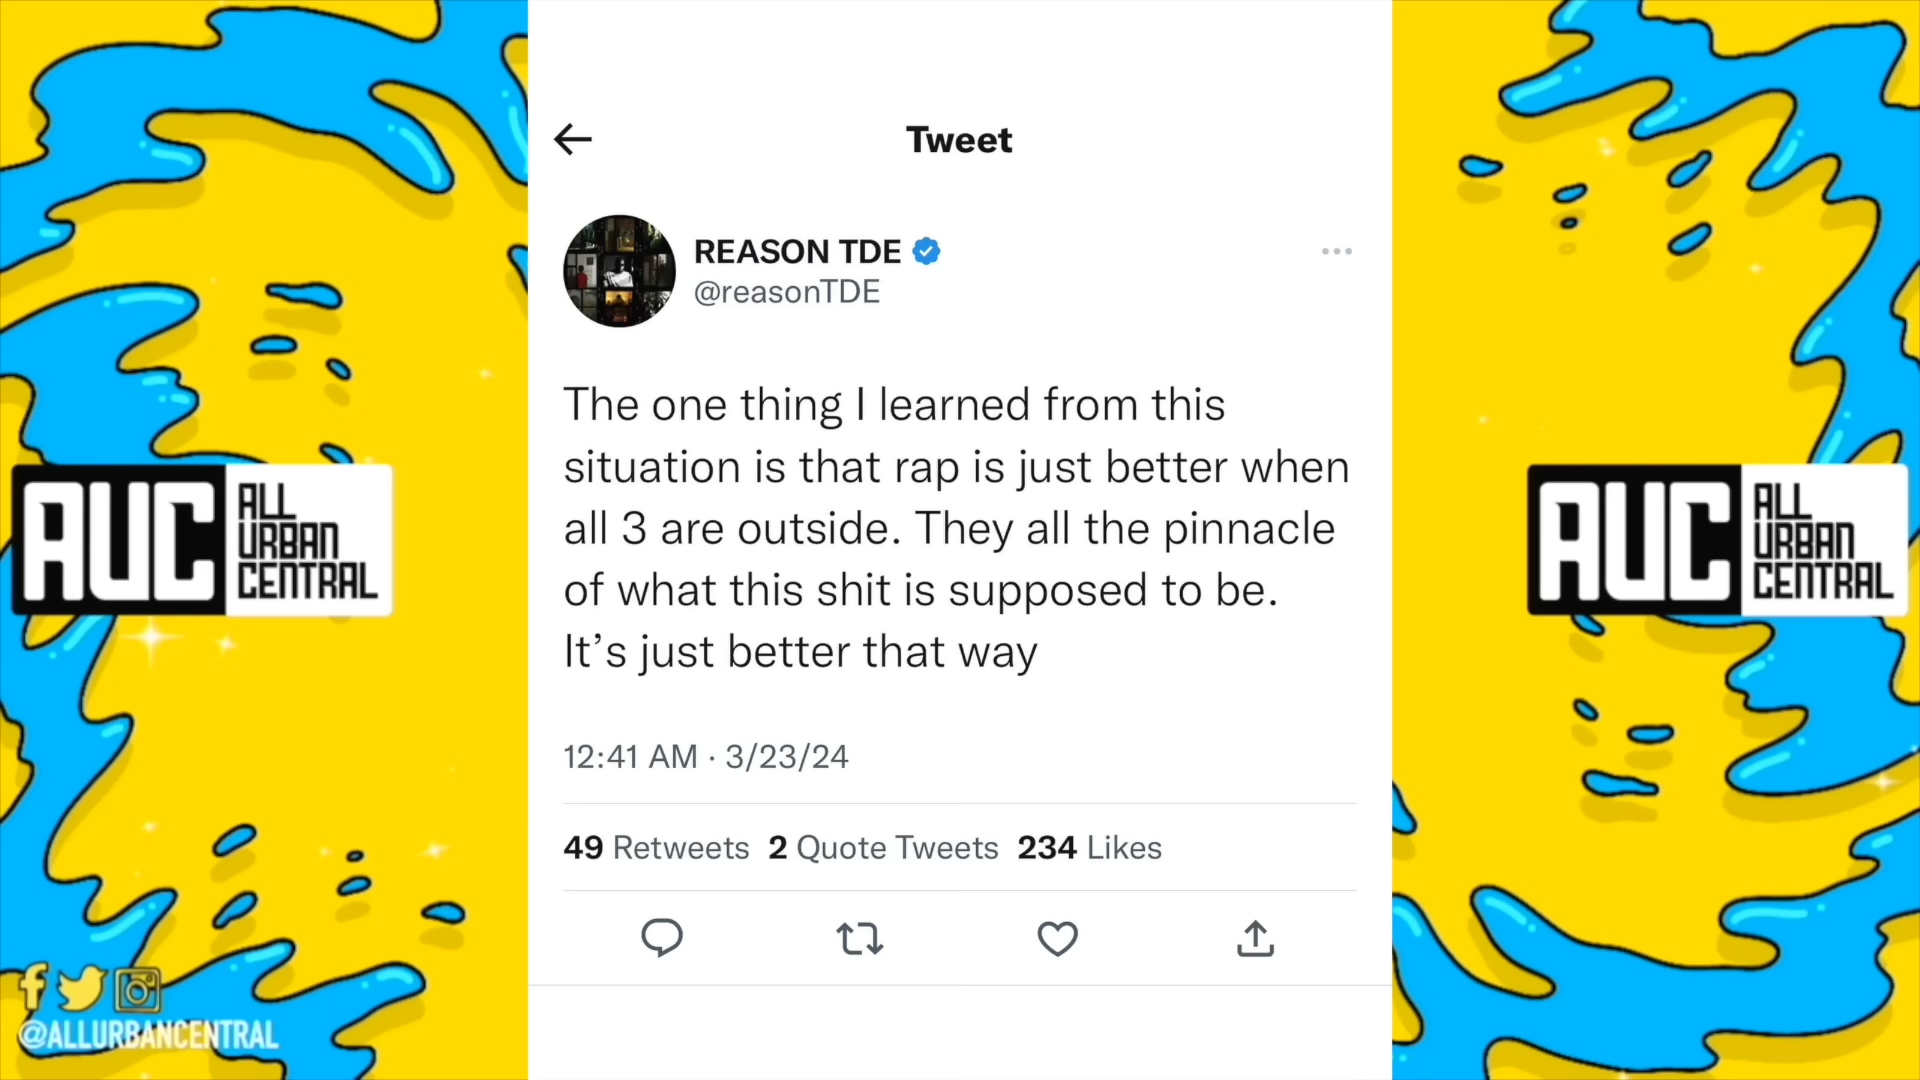 Tweet
REASON TDE
@reasonTDE
The one thing I learned from this
situation is that rap is just better when
all 3 are outside. They all the pinnacle
of what this shit is supposed to be.
It’s just better that way
12:41 AM · 3/23/24
49 Retweets 2 Quote Tweets 234 Likes
AUC
ALL
URBAN
CENTRAL
AUC
ALL
URBAN
CENTRAL
@ALLURBANCENTRAL